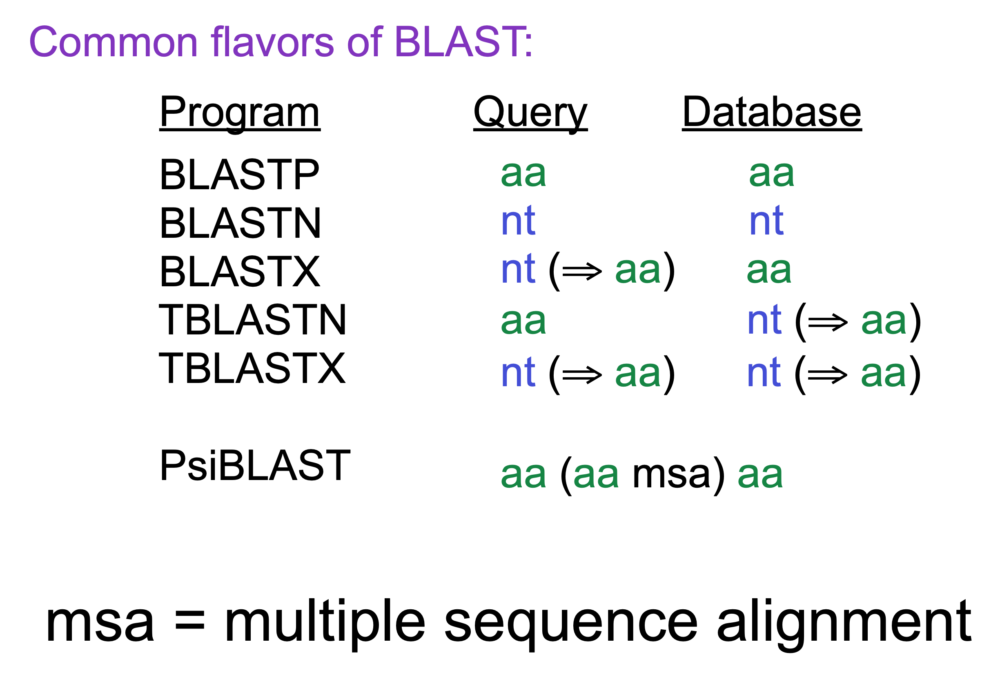 Common flavors of BLAST:
Program Query Database
BLASTP aa aa
BLASTN nt nt
BLASTX nt (⇒ aa) aa
TBLASTN aa nt (⇒ aa)
TBLASTX nt (⇒ aa) nt (⇒ aa)
PsiBLAST aa (aa msa) aa
msa = multiple sequence alignment